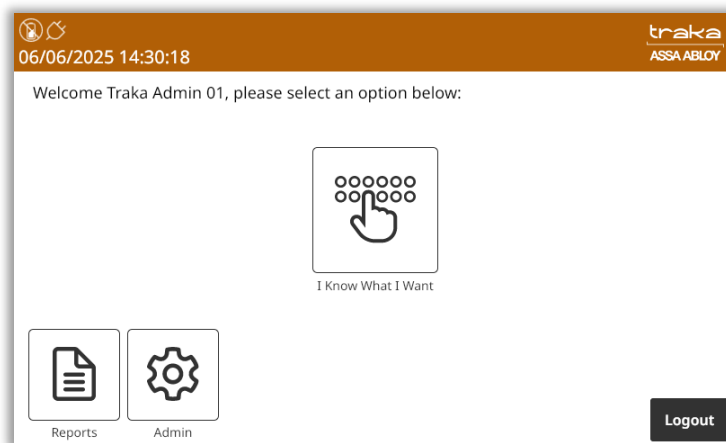 06/06/2025 14:30:18
traka
ASSA ABLOY
Welcome Traka Admin 01, please select an option below:
I Know What I Want
Reports
Admin
Logout